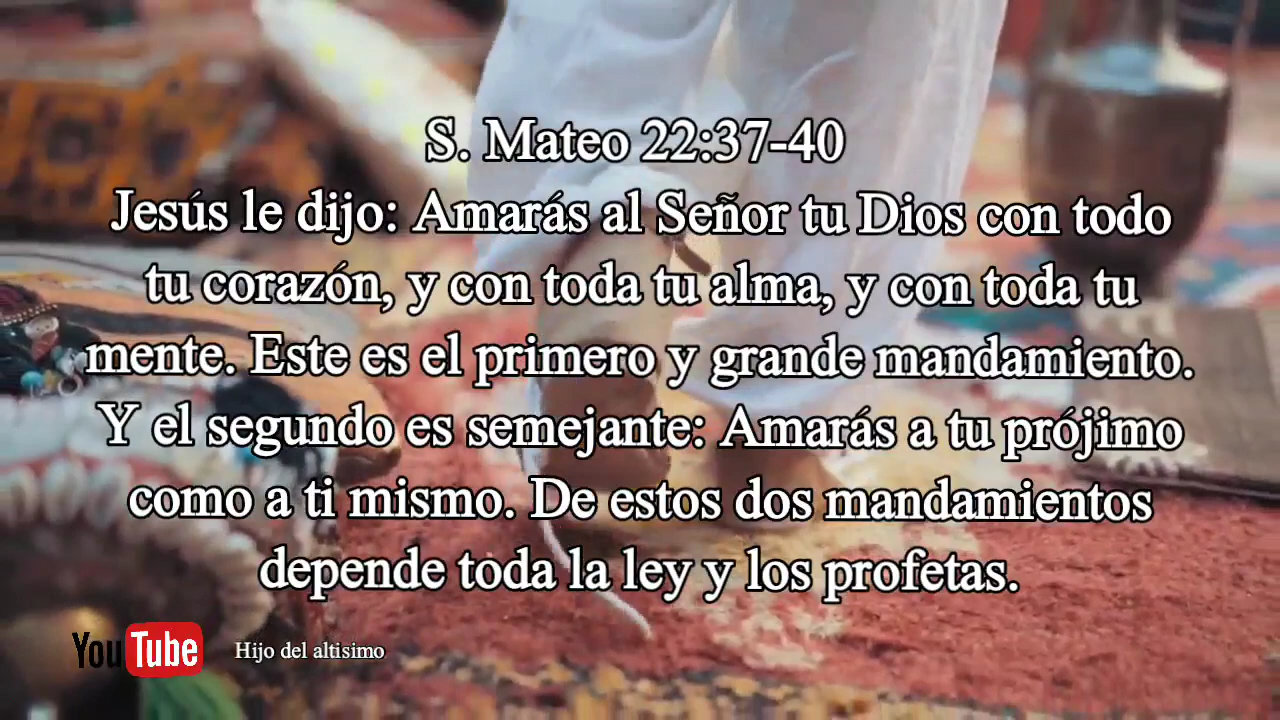 S. Mateo 22:37-40
Jesús le dijo: Amarás al Señor tu Dios con todo
tu corazón, y con toda tu alma, y con toda tu
mente. Este es el primero y grande mandamiento.
Y el segundo es semejante: Amarás a tu prójimo
como a ti mismo. De estos dos mandamientos
depende toda la ley y los profetas.
YouTube Hijo del altisimo